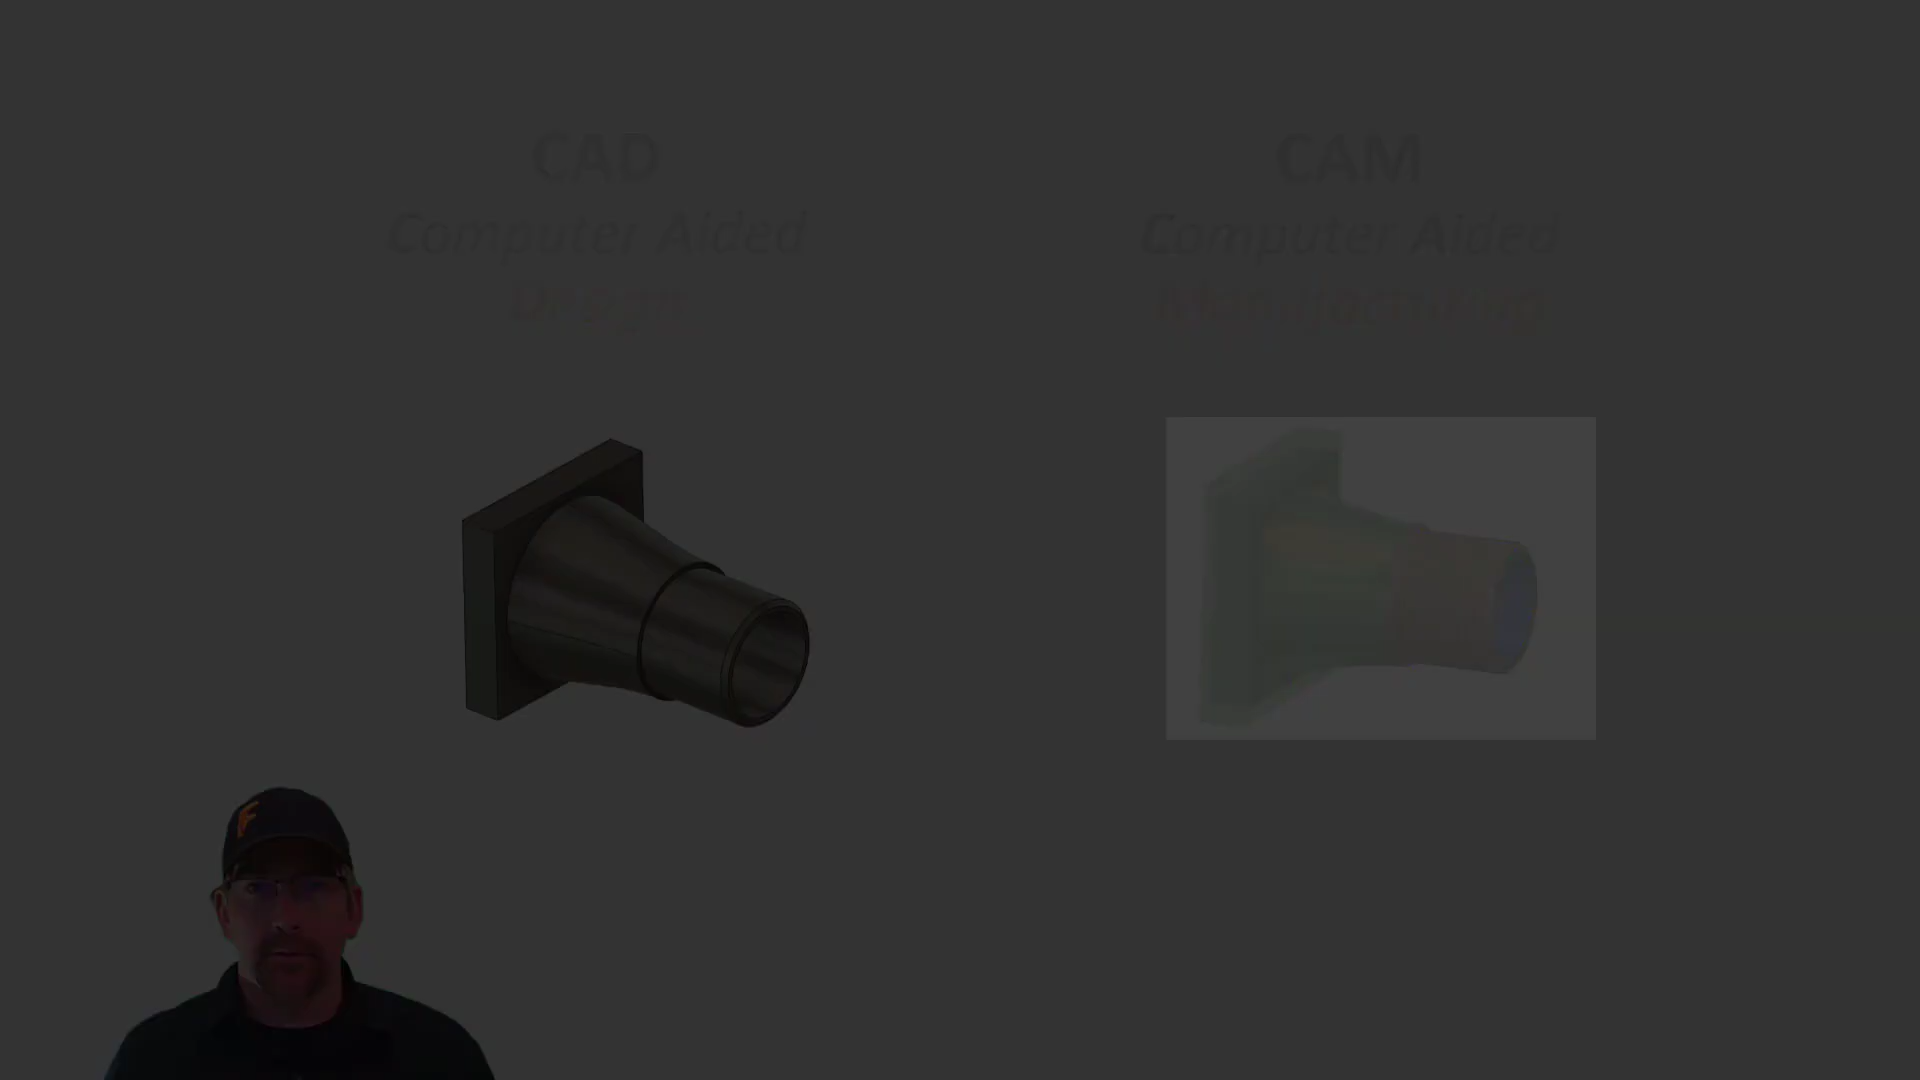 CAD
Computer Aided
Design
CAM
Computer Aided
Manufacturing
F